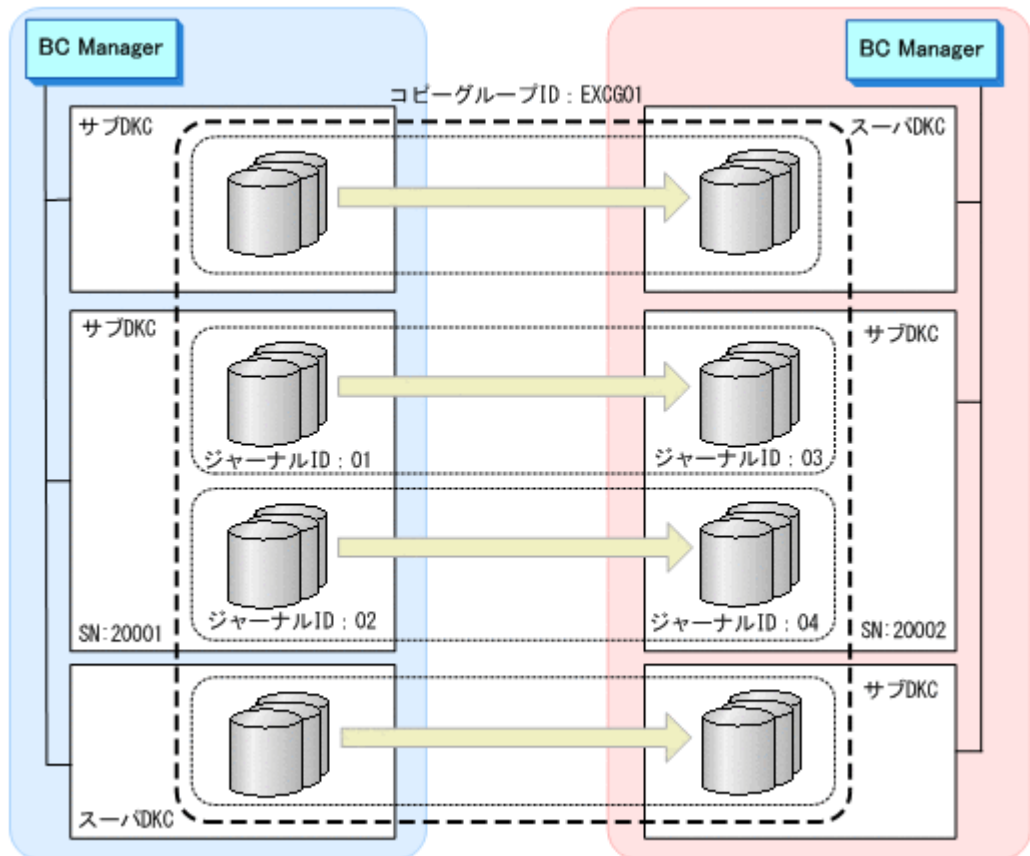 BC Manager
BC Manager
コピーグループID：EXCG01
サブDKC
スーパDKC
サブDKC
サブDKC
ジャーナルID：01
ジャーナルID：03
ジャーナルID：02
ジャーナルID：04
SN:20001
SN:20002
サブDKC
スーパDKC